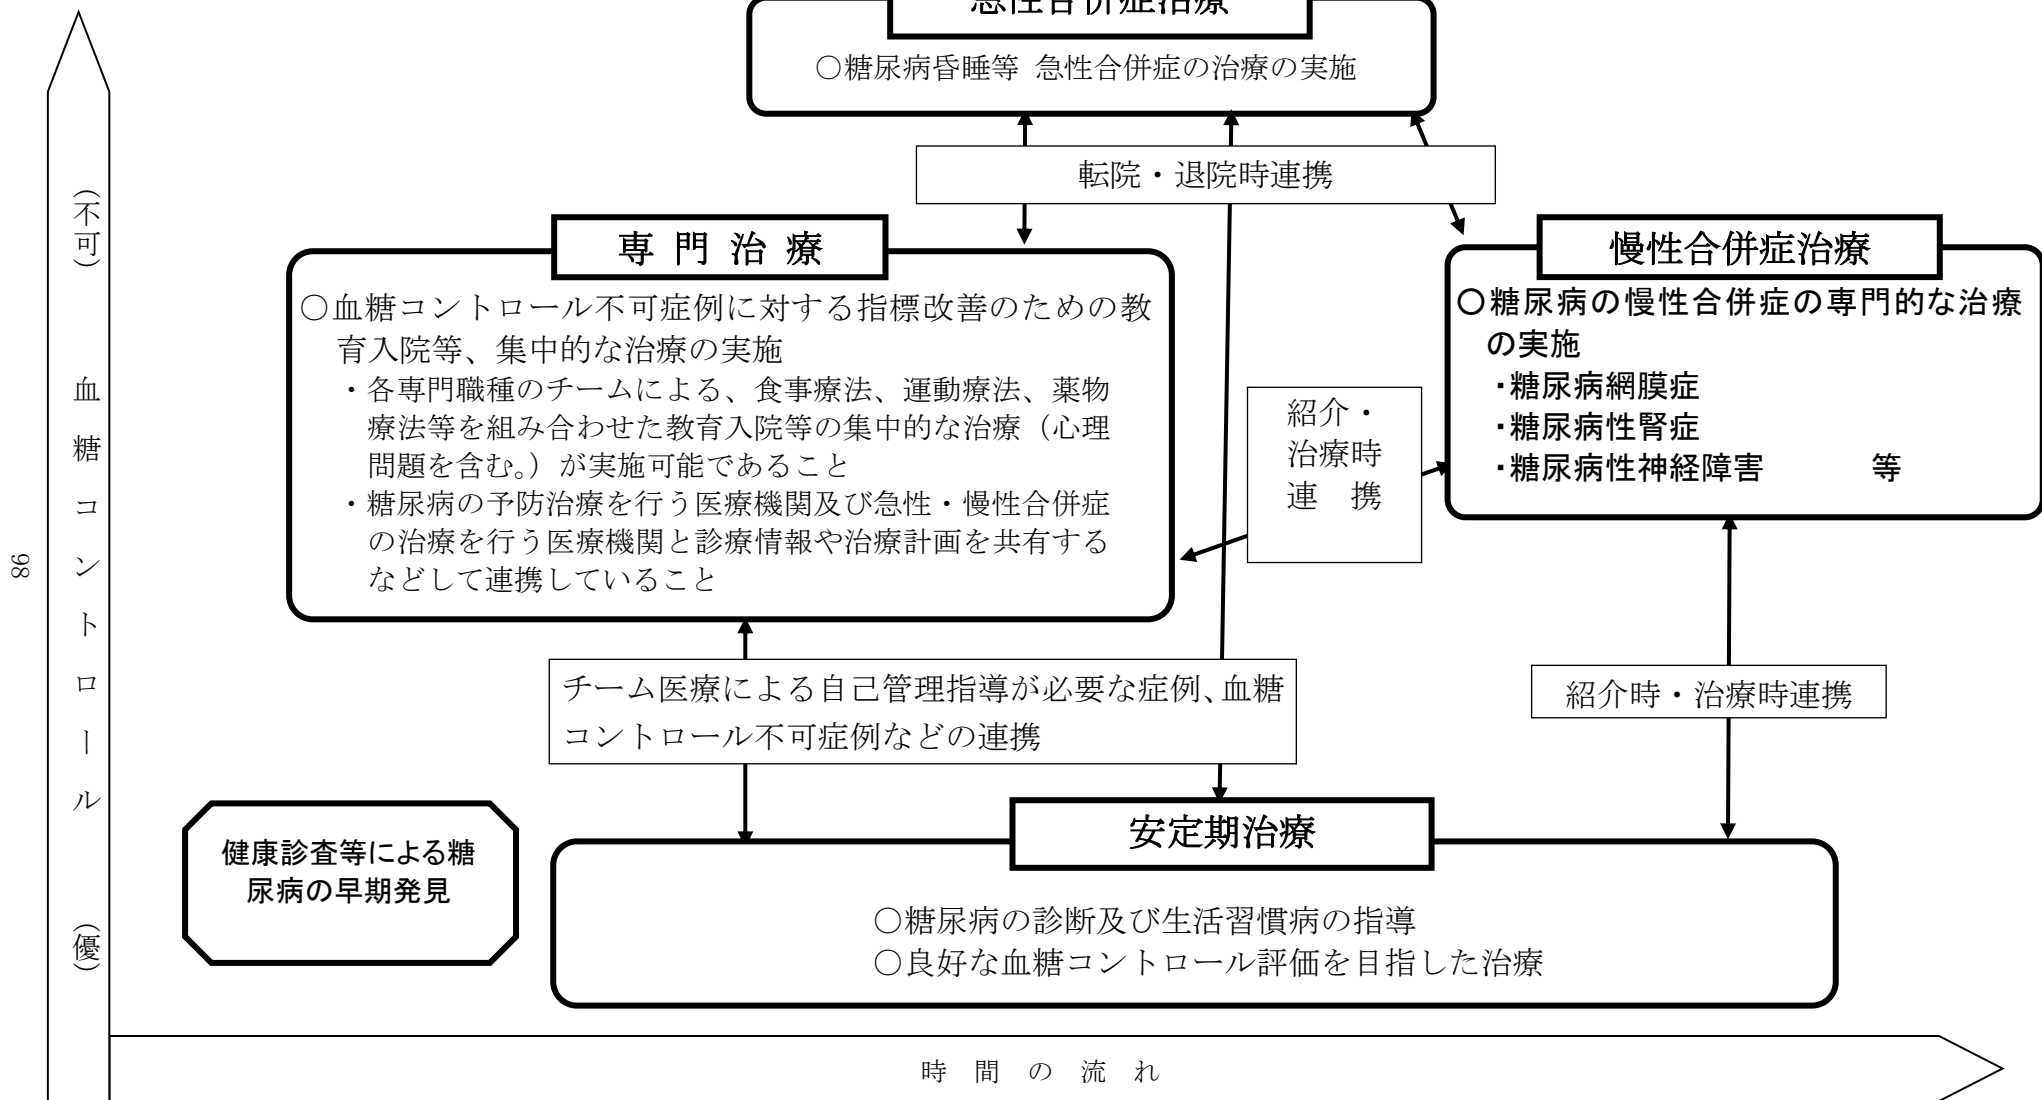 急性合併症治療
○糖尿病昏睡等 急性合併症の治療の実施
転院・退院時連携
専門治療
○血糖コントロール不可症例に対する指標改善のための教
育入院等、集中的な治療の実施
・各専門職種のチームによる、食事療法、運動療法、薬物
療法等を組み合わせた教育入院等の集中的な治療（心理
問題を含む。）が実施可能であること
・糖尿病の予防治療を行う医療機関及び急性・慢性合併症
の治療を行う医療機関と診療情報や治療計画を共有する
などして連携していること
慢性合併症治療
○糖尿病の慢性合併症の専門的な治療
の実施
・糖尿病網膜症
・糖尿病性腎症
・糖尿病性神経障害　等
紹介・
治療時
連　携
チーム医療による自己管理指導が必要な症例、血糖
コントロール不可症例などの連携
紹介時・治療時連携
健康診査等による糖
尿病の早期発見
安定期治療
○糖尿病の診断及び生活習慣病の指導
○良好な血糖コントロール評価を目指した治療
（不可）　血糖コントロール　（優）
時間の流れ
98